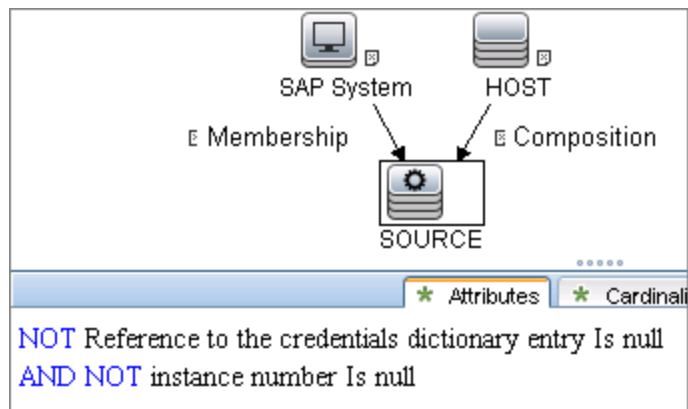 SAP System
HOST
Membership
Composition
SOURCE
Attributes
Cardinali
NOT Reference to the credentials dictionary entry Is null
AND NOT instance number Is null